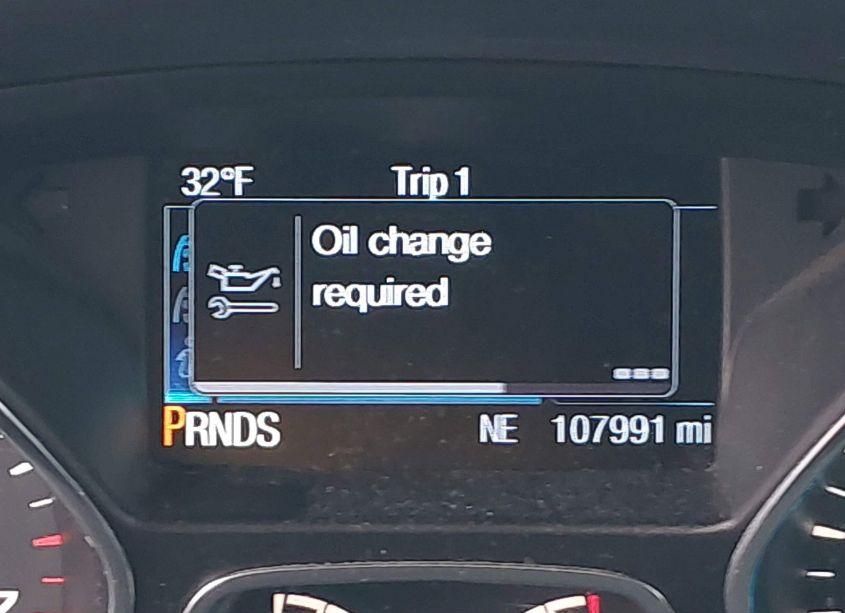 32°F Trip 1
Oil change
required
PRNDS NE 107991 mi